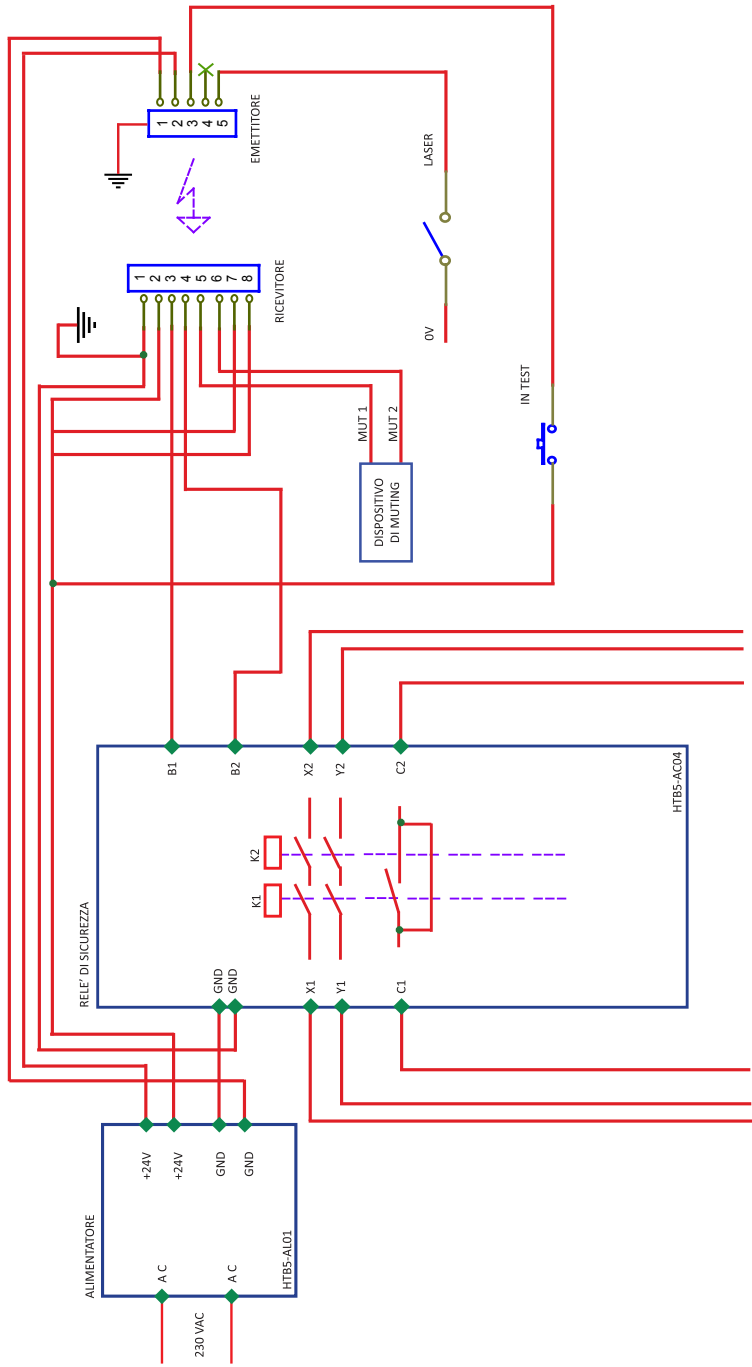 EMETTITORE
1
2
3
4
5
RICEVITORE
1
2
3
4
5
6
7
8
LASER
0V
IN TEST
MUT 1
MUT 2
DISPOSITIVO
DI MUTING
RELE' DI SICUREZZA
B1
B2
X2
Y2
C2
K2
K1
GND
GND
X1
Y1
C1
HTB5-AC04
ALIMENTATORE
+24V
+24V
GND
GND
A C
A C
HTB5-AL01
230 VAC